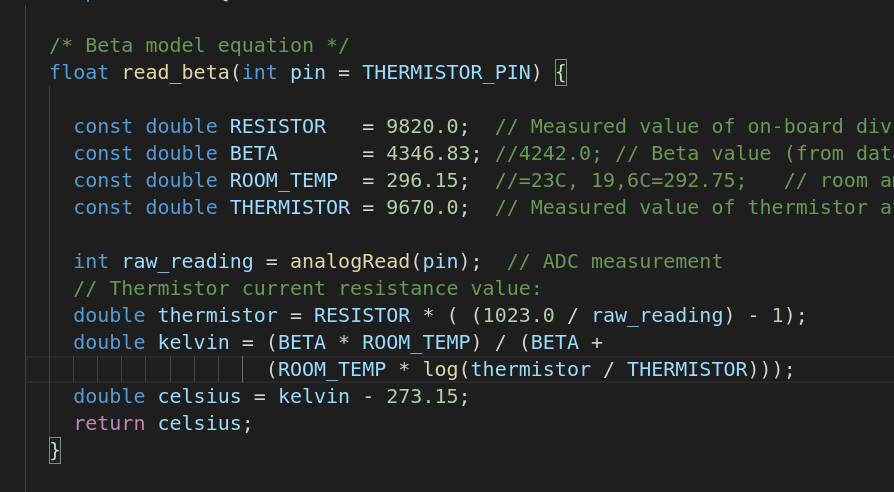 /* Beta model equation */
float read_beta(int pin = THERMISTOR_PIN) {
const double RESISTOR   = 9820.0;  // Measured value of on-board
const double BETA       = 4346.83; //4242.0; // Beta value (from
const double ROOM_TEMP  = 296.15;  //=23C, 19,6C=292.75;   // room
const double THERMISTOR = 9670.0;  // Measured value of thermistor
int raw_reading = analogRead(pin);  // ADC measurement
// Thermistor current resistance value:
double thermistor = RESISTOR * ( (1023.0 / raw_reading) - 1);
double kelvin = (BETA * ROOM_TEMP) / (BETA +
(ROOM_TEMP * log(thermistor / THERMISTOR)));
double celsius = kelvin - 273.15;
return celsius;
}